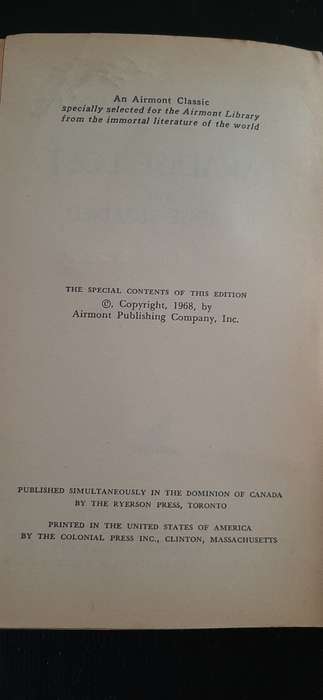 An Airmont Classic
specially selected for the Airmont Library
from the immortal literature of the world
THE SPECIAL CONTENTS OF THIS EDITION
©, Copyright, 1968, by
Airmont Publishing Company, Inc.
PUBLISHED SIMULTANEOUSLY IN THE DOMINION OF CANADA
BY THE RYERSON PRESS, TORONTO
PRINTED IN THE UNITED STATES OF AMERICA
BY THE COLONIAL PRESS INC., CLINTON, MASSACHUSETTS